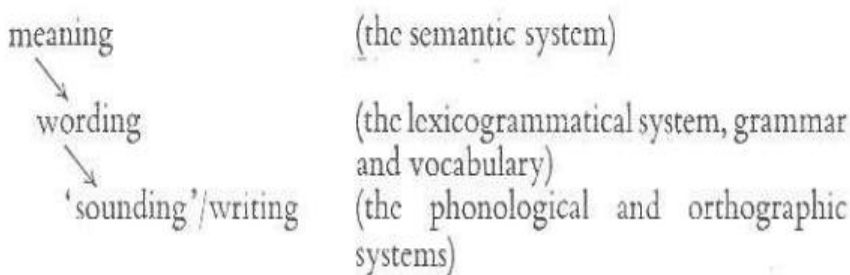 meaning (the semantic system)
wording (the lexicogrammatical system, grammar
and vocabulary)
'sounding'/writing (the phonological and orthographic
systems)